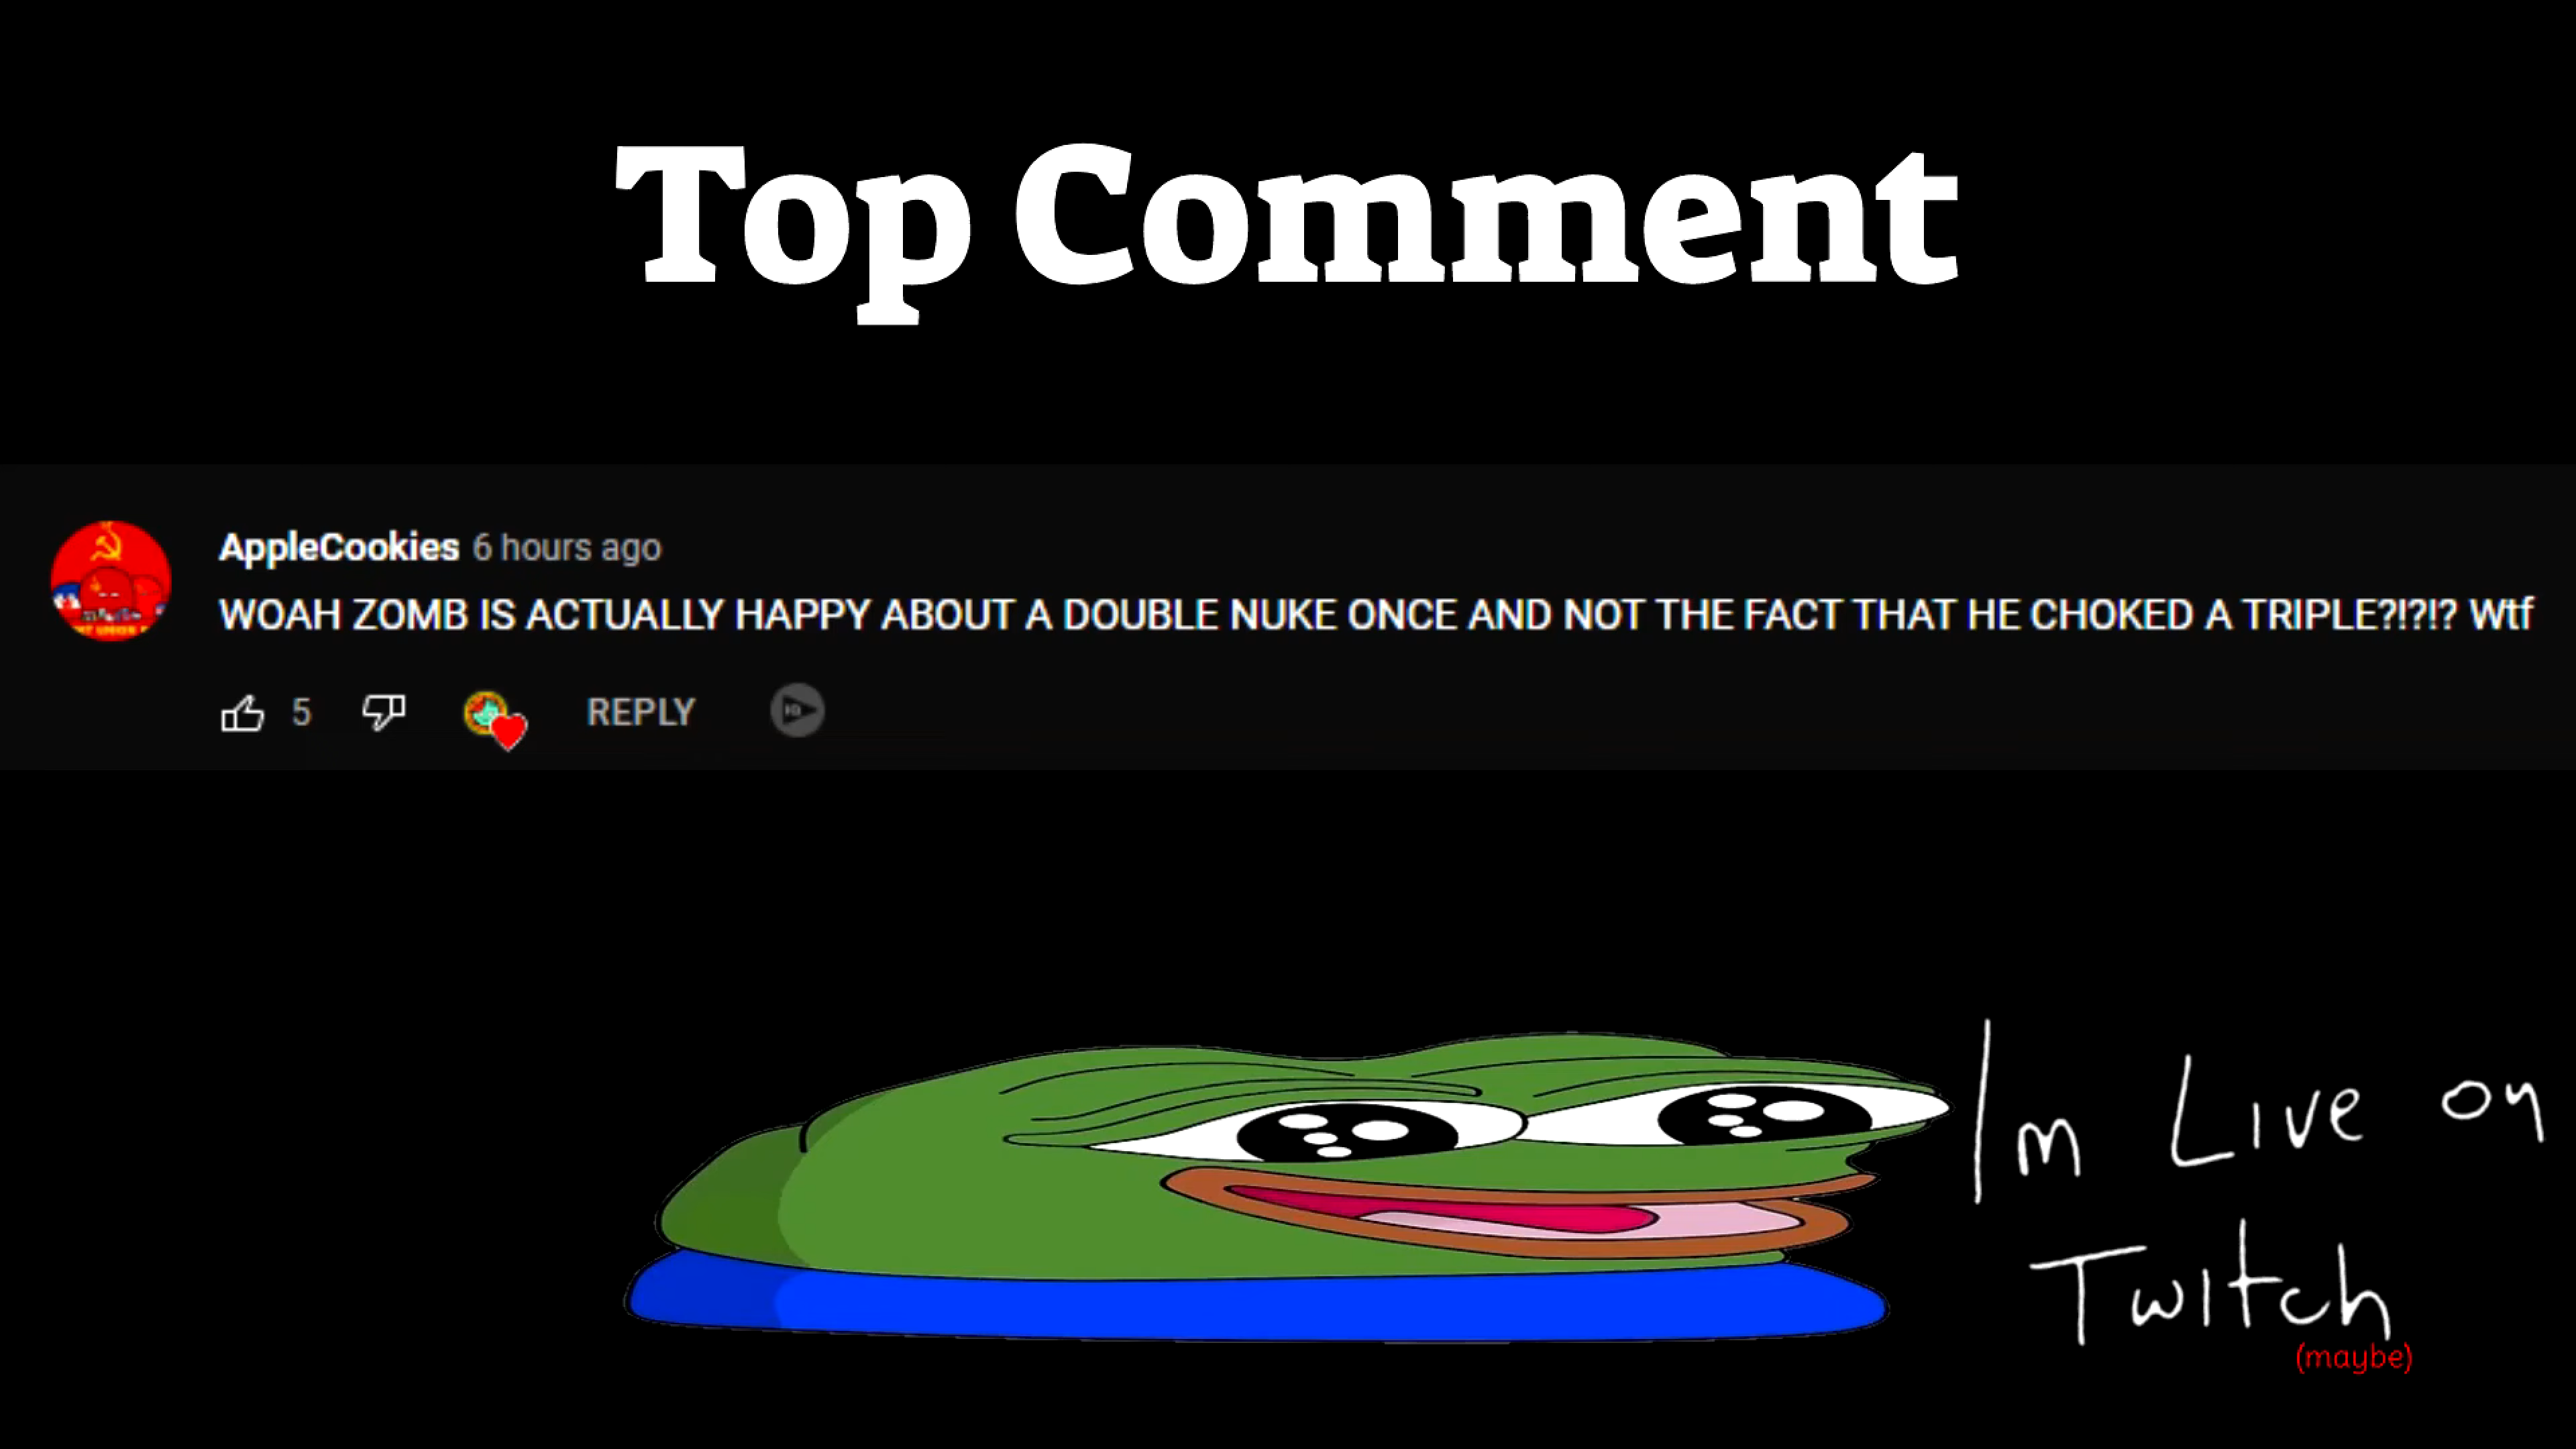 Top Comment
AppleCookies 6 hours ago
WOAH ZOMB IS ACTUALLY HAPPY ABOUT A DOUBLE NUKE ONCE AND NOT THE FACT THAT HE CHOKED A TRIPLE?!?!? Wtf
5 REPLY
Im Live on
Twitch
(maybe)